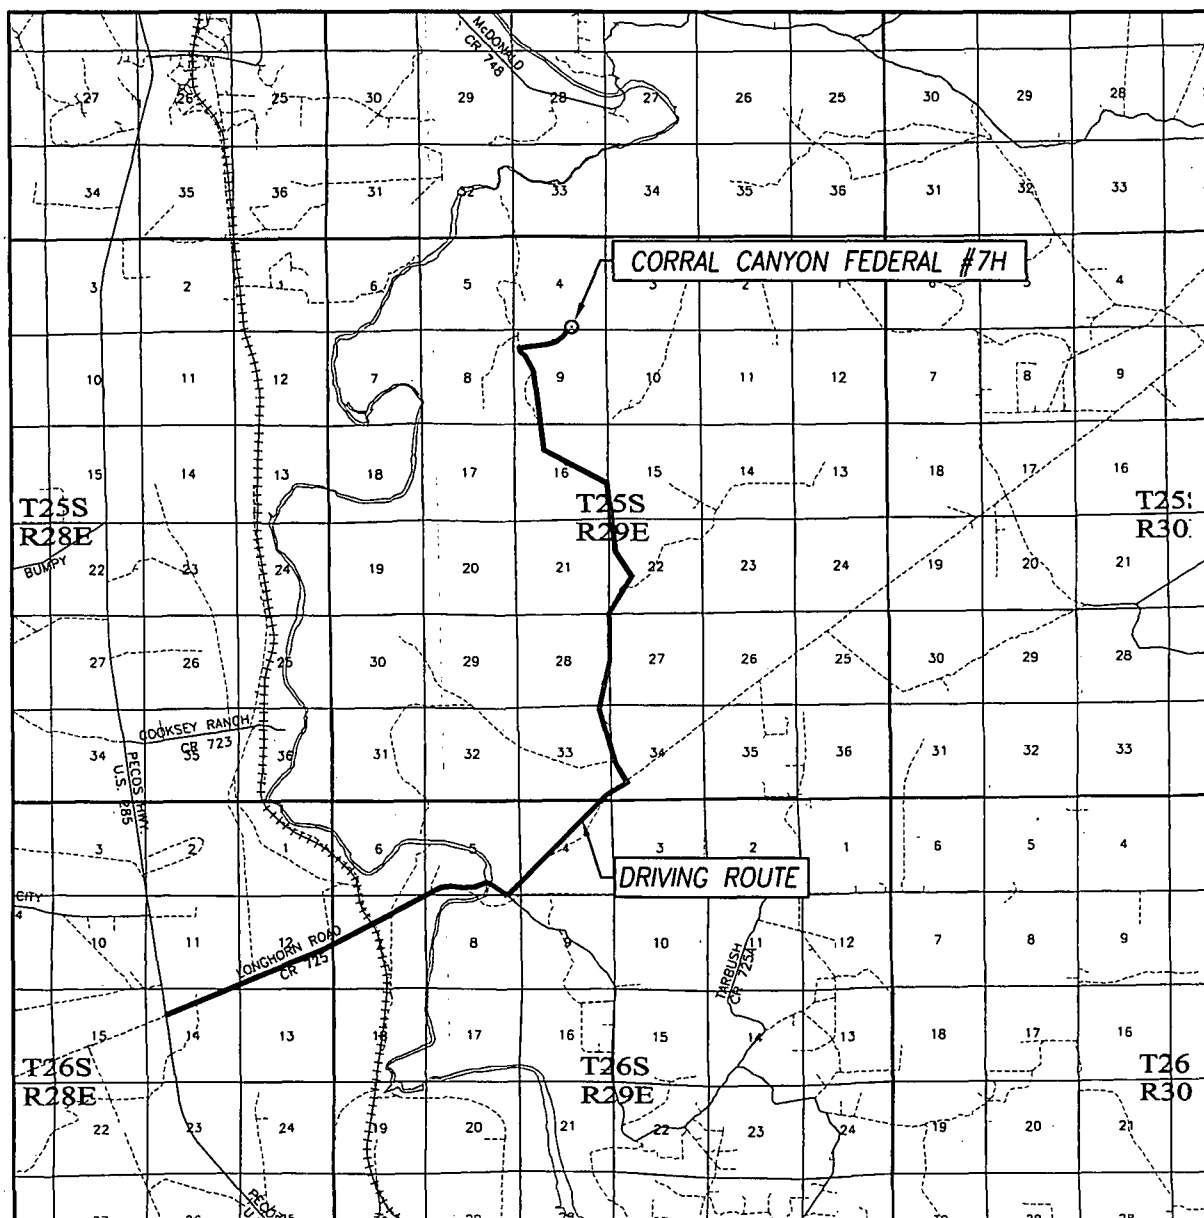 McDONALD
CR 748
27 26 25 30 29 28 27 26 25 30 29 28
34 35 36 31 32 33 34 35 36 31 32 33
CORRAL CANYON FEDERAL #7H
3 2 1 6 5 4 3 2 1 6 5 4
10 11 12 7 8 9 10 11 12 7 8 9
15 14 13 18 17 16 15 14 13 18 17 16
T25S
R28E
T25S
R29E
T25S
R30
BUMPY
22 23 24 19 20 21 22 23 24 19 20 21
27 26 25 30 29 28 27 26 25 30 29 28
COOKSEY RANCH
CR 723
34 35 36 31 32 33 34 35 36 31 32 33
PECOS HWY.
U.S. 285
3 2 1 6 5 4 3 2 1 6 5 4
DRIVING ROUTE
CITY
4
10 11 12 8 9 10 11 12 7 8 9
LONGHORN ROAD
CR 725
TARBUSH
CR 725A
15 14 13 18 17 16 15 14 13 18 17 16
T26S
R28E
T26S
R29E
T26
R30
22 23 24 19 20 21 22 23 24 19 20 21
PECOS
U